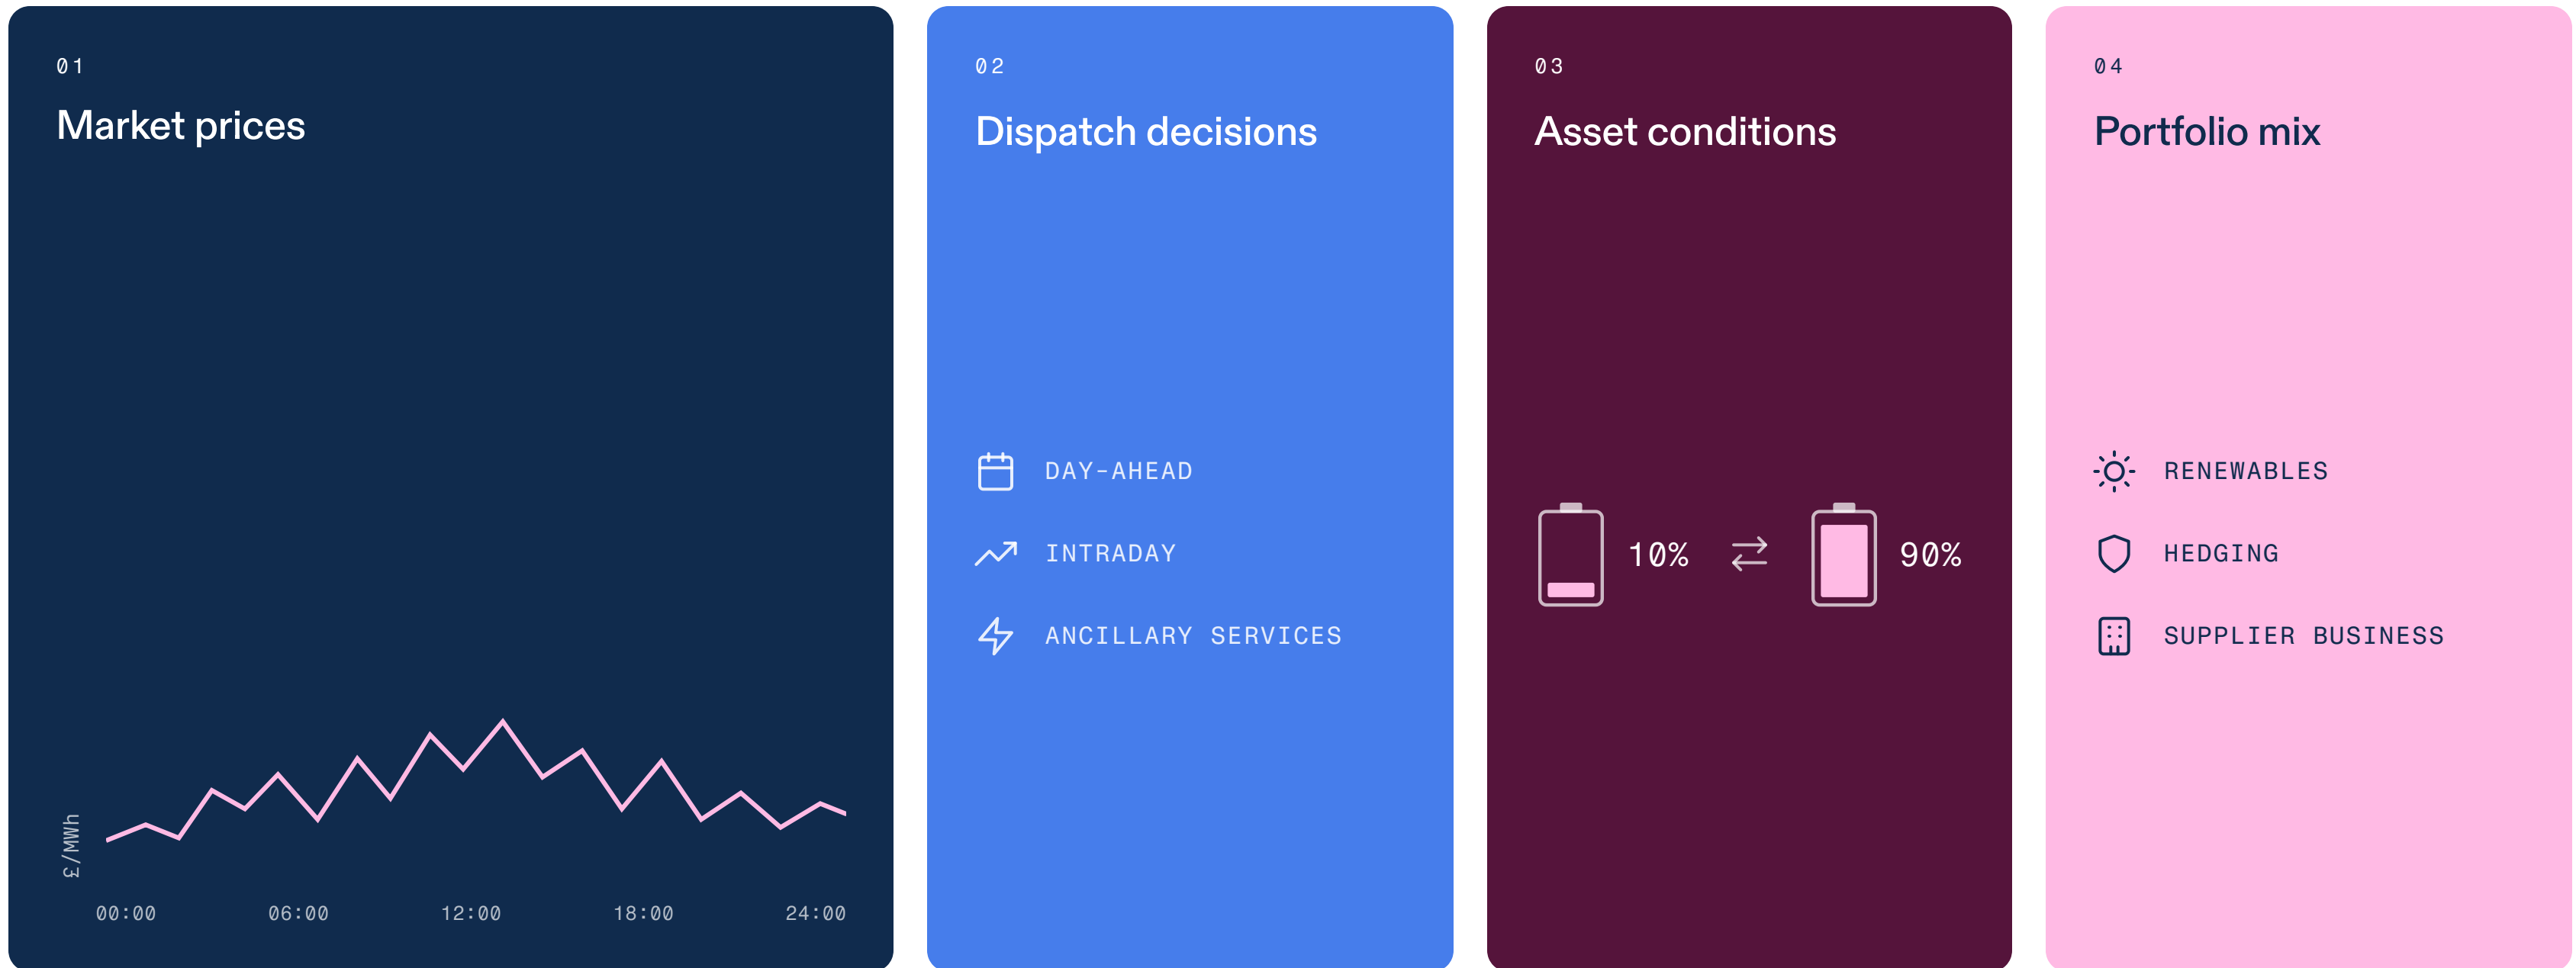 01
Market prices
£/MWh
00:00 06:00 12:00 18:00 24:00
02
Dispatch decisions
DAY-AHEAD
INTRADAY
ANCILLARY SERVICES
03
Asset conditions
10% 90%
04
Portfolio mix
RENEWABLES
HEDGING
SUPPLIER BUSINESS